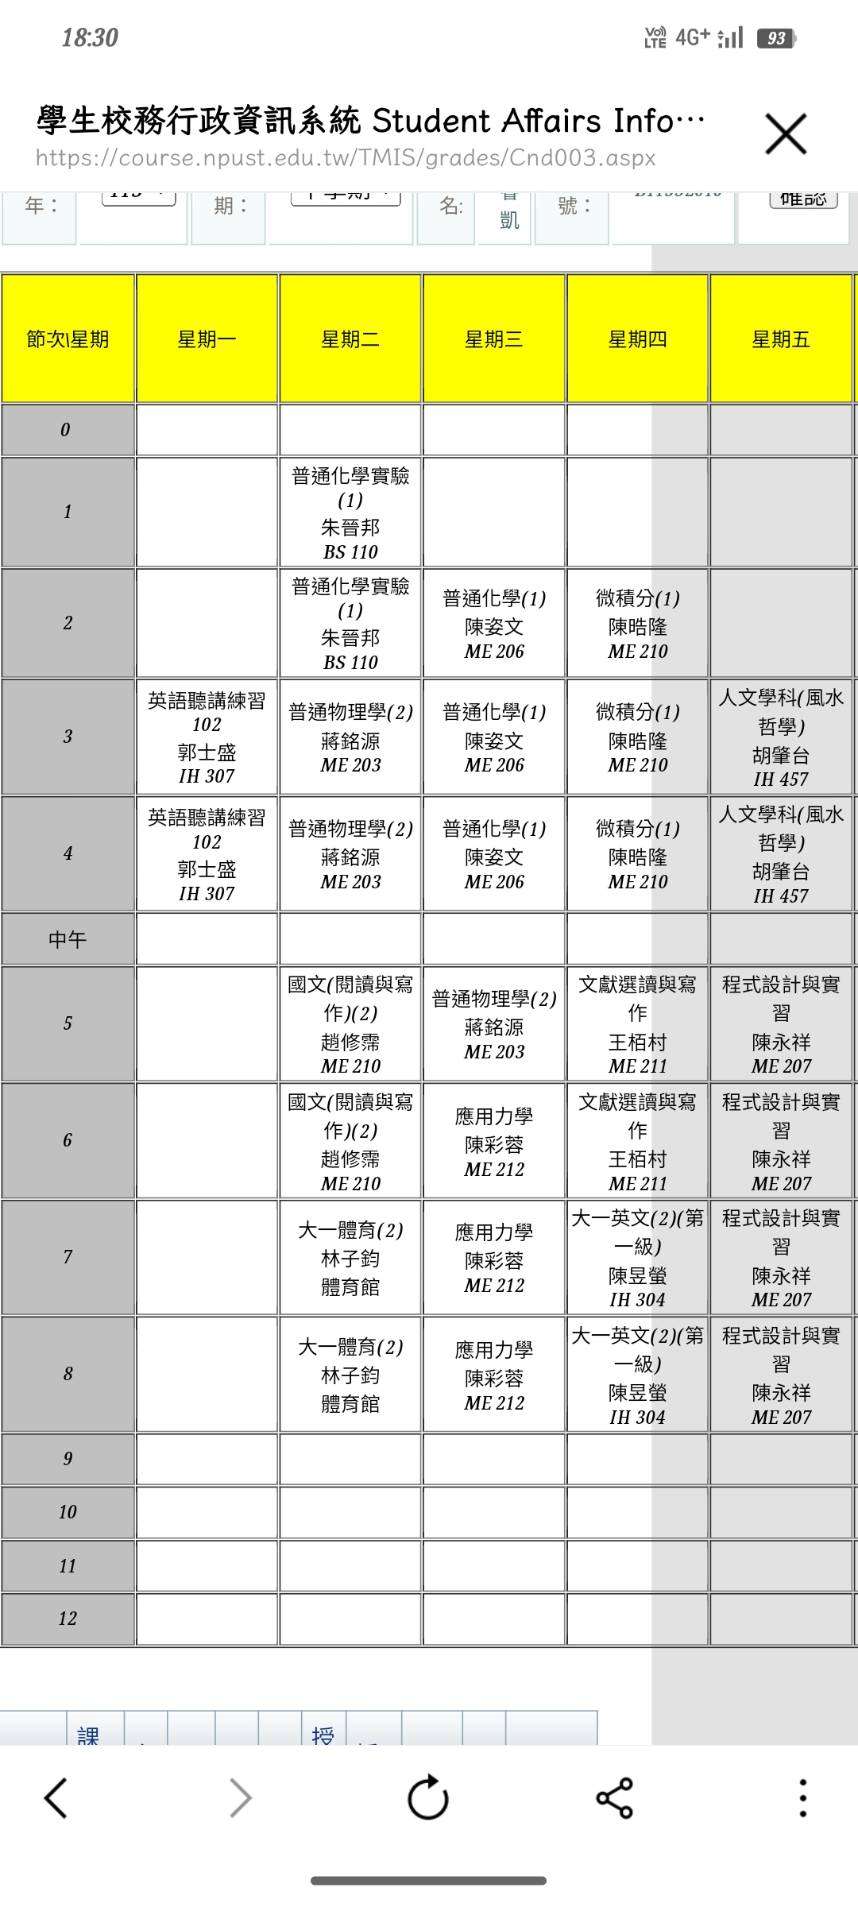 18:30
Vo) LTE 4G+ 93
學生校務行政資訊系統 Student Affairs Info…
https://course.npust.edu.tw/TMIS/grades/Cnd003.aspx
年： 期： 名: 凱 號： 確認
節次\星期 星期一 星期二 星期三 星期四 星期五
0
1
普通化學實驗
(1)
朱晉邦
BS 110
2
普通化學實驗
(1)
朱晉邦
BS 110
普通化學(1)
陳姿文
ME 206
微積分(1)
陳晧隆
ME 210
3
英語聽講練習
102
郭士盛
IH 307
普通物理學(2)
蔣銘源
ME 203
普通化學(1)
陳姿文
ME 206
微積分(1)
陳晧隆
ME 210
人文學科(風水
哲學)
胡肇台
IH 457
4
英語聽講練習
102
郭士盛
IH 307
普通物理學(2)
蔣銘源
ME 203
普通化學(1)
陳姿文
ME 206
微積分(1)
陳晧隆
ME 210
人文學科(風水
哲學)
胡肇台
IH 457
中午
5
國文(閱讀與寫
作)(2)
趙修霈
ME 210
普通物理學(2)
蔣銘源
ME 203
文獻選讀與寫
作
王栢村
ME 211
程式設計與實
習
陳永祥
ME 207
6
國文(閱讀與寫
作)(2)
趙修霈
ME 210
應用力學
陳彩蓉
ME 212
文獻選讀與寫
作
王栢村
ME 211
程式設計與實
習
陳永祥
ME 207
7
大一體育(2)
林子鈞
體育館
應用力學
陳彩蓉
ME 212
大一英文(2)(第
一級)
陳昱螢
IH 304
程式設計與實
習
陳永祥
ME 207
8
大一體育(2)
林子鈞
體育館
應用力學
陳彩蓉
ME 212
大一英文(2)(第
一級)
陳昱螢
IH 304
程式設計與實
習
陳永祥
ME 207
9
10
11
12
課 授